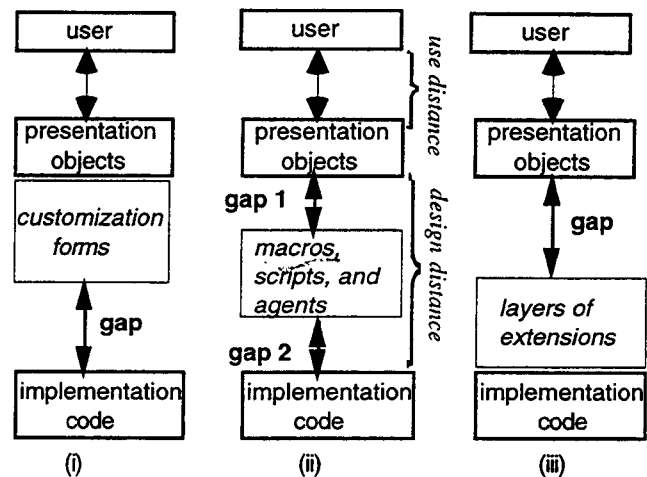 user
presentation
objects
customization
forms
gap
implementation
code
(i)
user
use distance
presentation
objects
gap 1
macros,
scripts, and
agents
design distance
gap 2
implementation
code
(ii)
user
presentation
objects
gap
layers of
extensions
implementation
code
(iii)